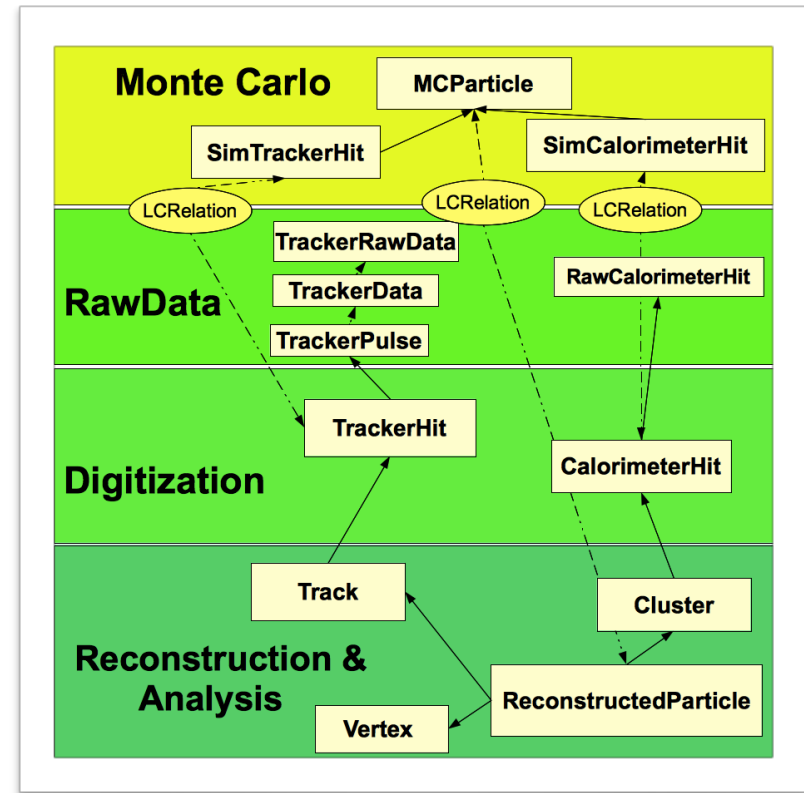 Monte Carlo
MCParticle
SimTrackerHit
SimCalorimeterHit
LCRelation
LCRelation
LCRelation
TrackerRawData
RawData
TrackerData
RawCalorimeterHit
TrackerPulse
TrackerHit
Digitization
CalorimeterHit
Track
Cluster
Reconstruction &
Analysis
ReconstructedParticle
Vertex